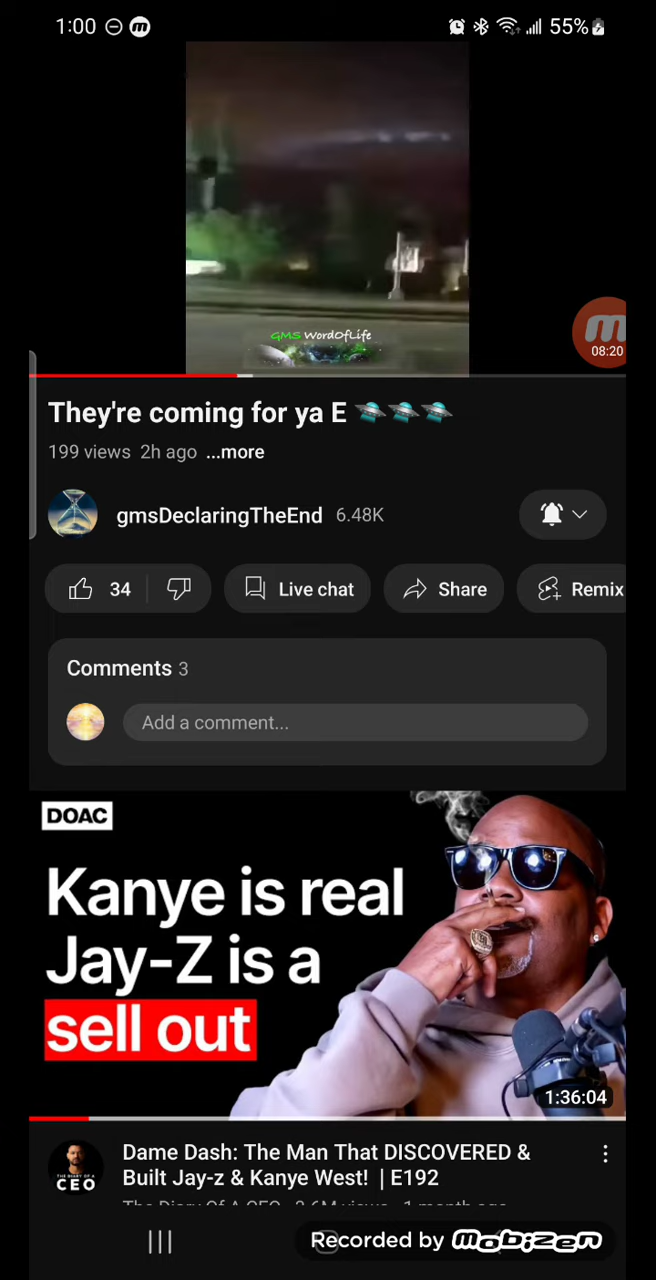 1:00
55%
GMS WordOfLife
08:20
They're coming for ya E 🛸🛸🛸
199 views 2h ago ...more
gmsDeclaringTheEnd 6.48K
34
Live chat
Share
Remix
Comments 3
Add a comment...
DOAC
Kanye is real
Jay-Z is a
sell out
1:36:04
THE DIARY OF A
CEO
Dame Dash: The Man That DISCOVERED &
Built Jay-z & Kanye West! | E192
The Diary Of A CEO · 2.6M views · 1 month ago
Recorded by mobizen